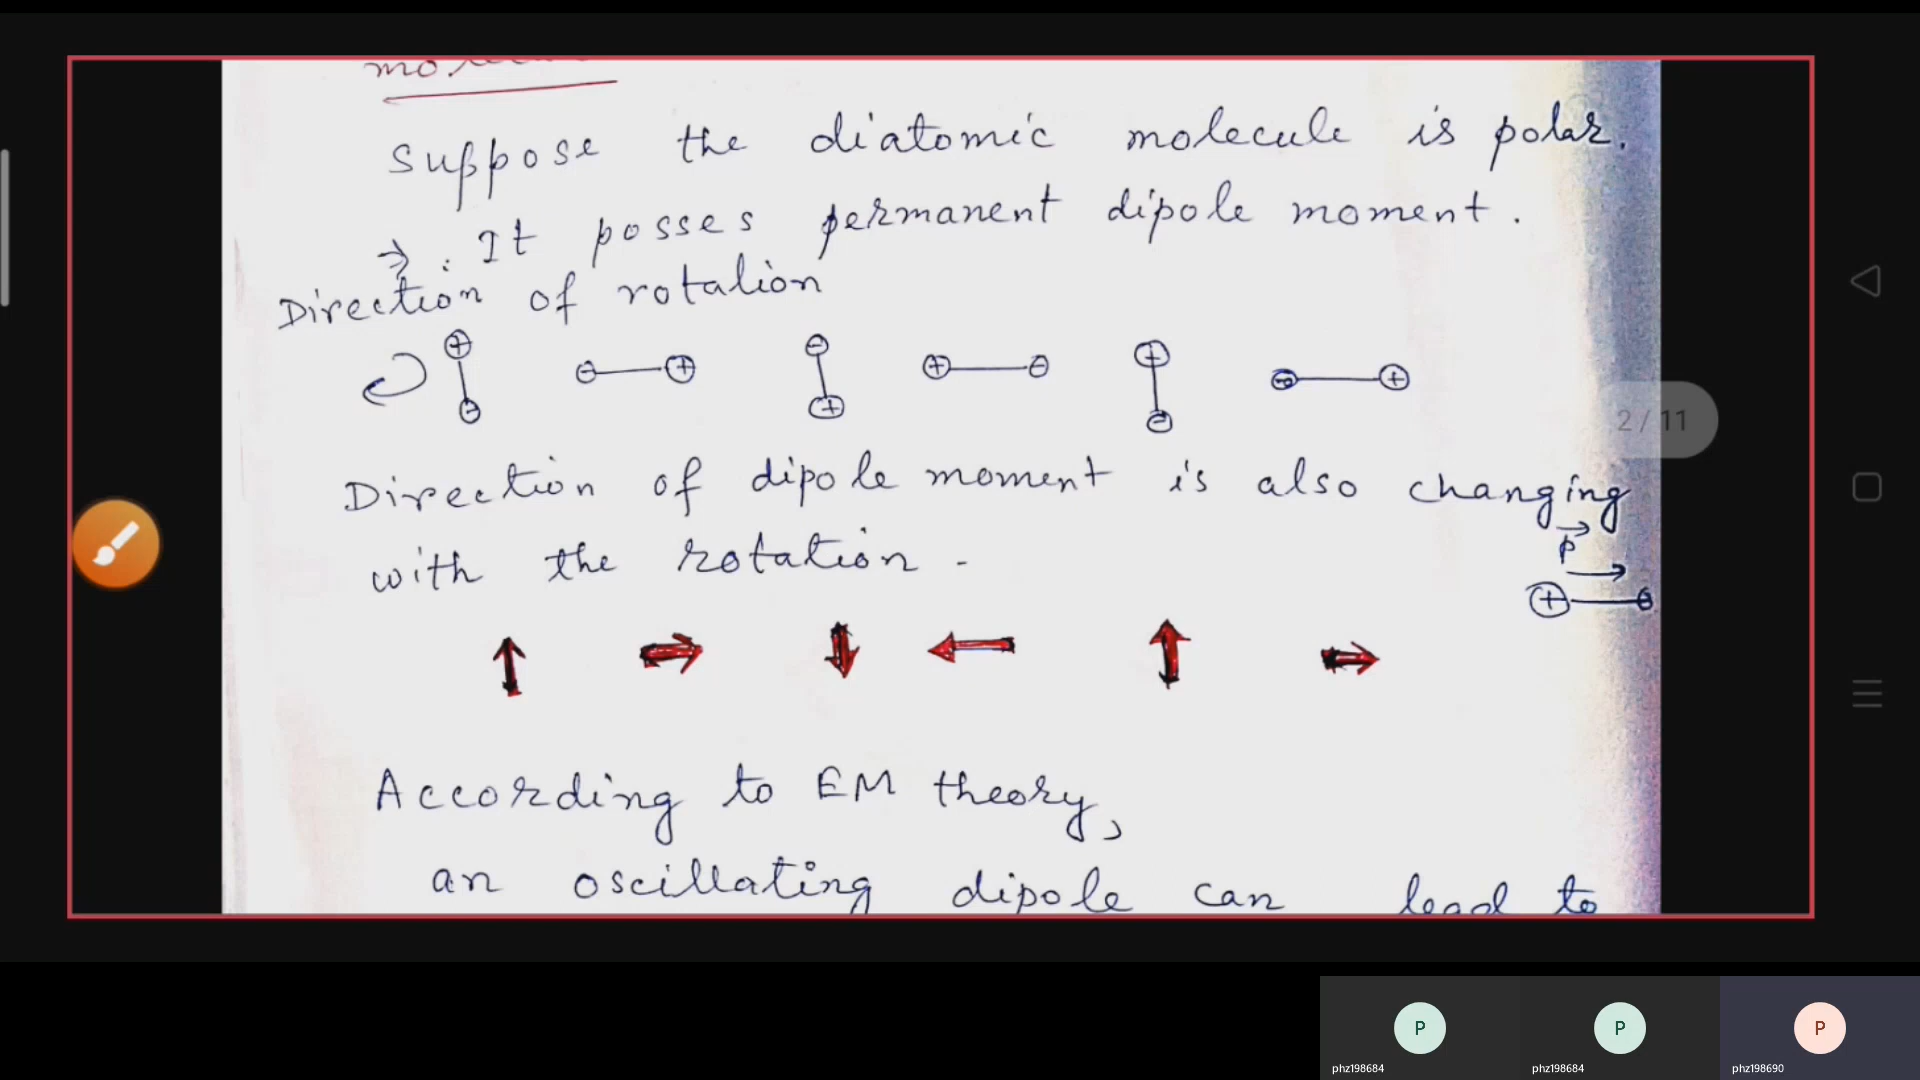 Suppose the diatomic molecule is polar.
→ . It posses permanent dipole moment.
Direction of rotation
+ - + - + + - + -
Direction of dipole moment is also changing
with the rotation.
p
+
According to EM theory,
an oscillating dipole can lead to
2 / 11
P P P
phz198684 phz198684 phz198690